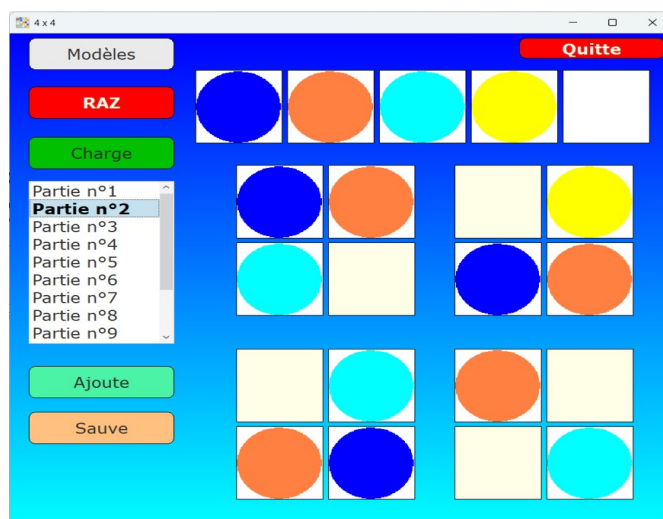 4 x 4
Modèles
Quitte
RAZ
Charge
Partie n°1
Partie n°2
Partie n°3
Partie n°4
Partie n°5
Partie n°6
Partie n°7
Partie n°8
Partie n°9
Ajoute
Sauve